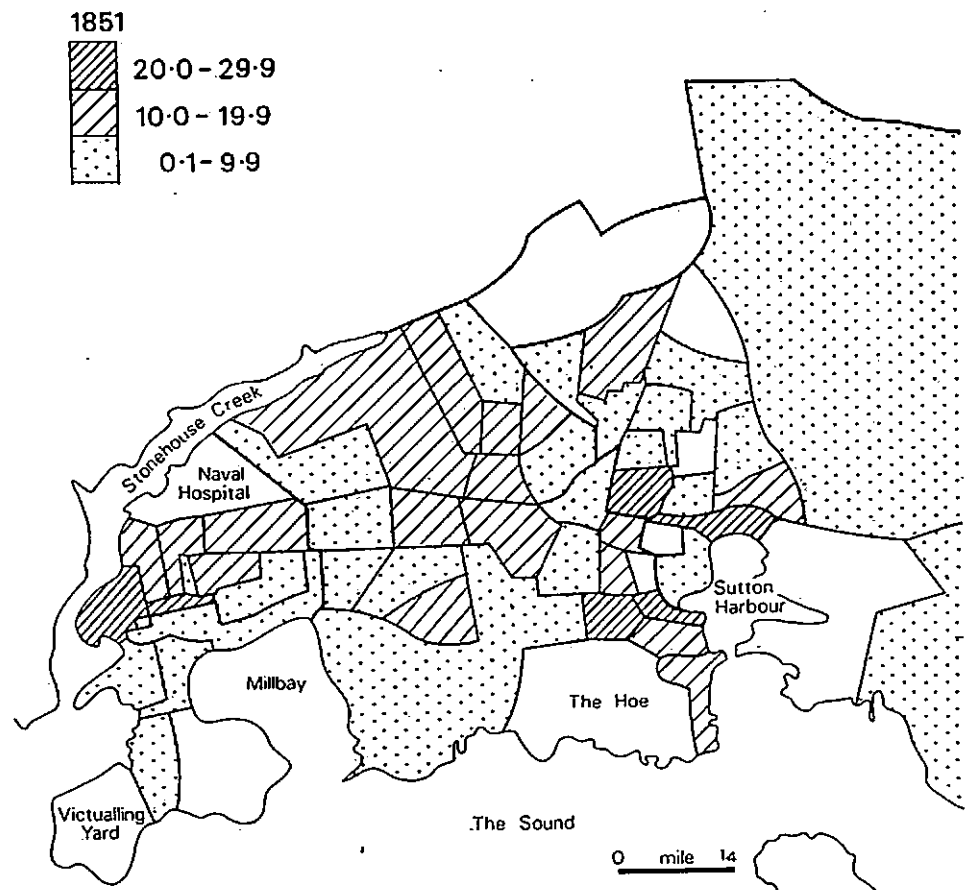 1851
20·0-29·9
10·0-19·9
0·1-9·9
Stonehouse Creek
Naval
Hospital
Sutton
Harbour
Millbay
The Hoe
Victualling
Yard
The Sound
0 mile 14